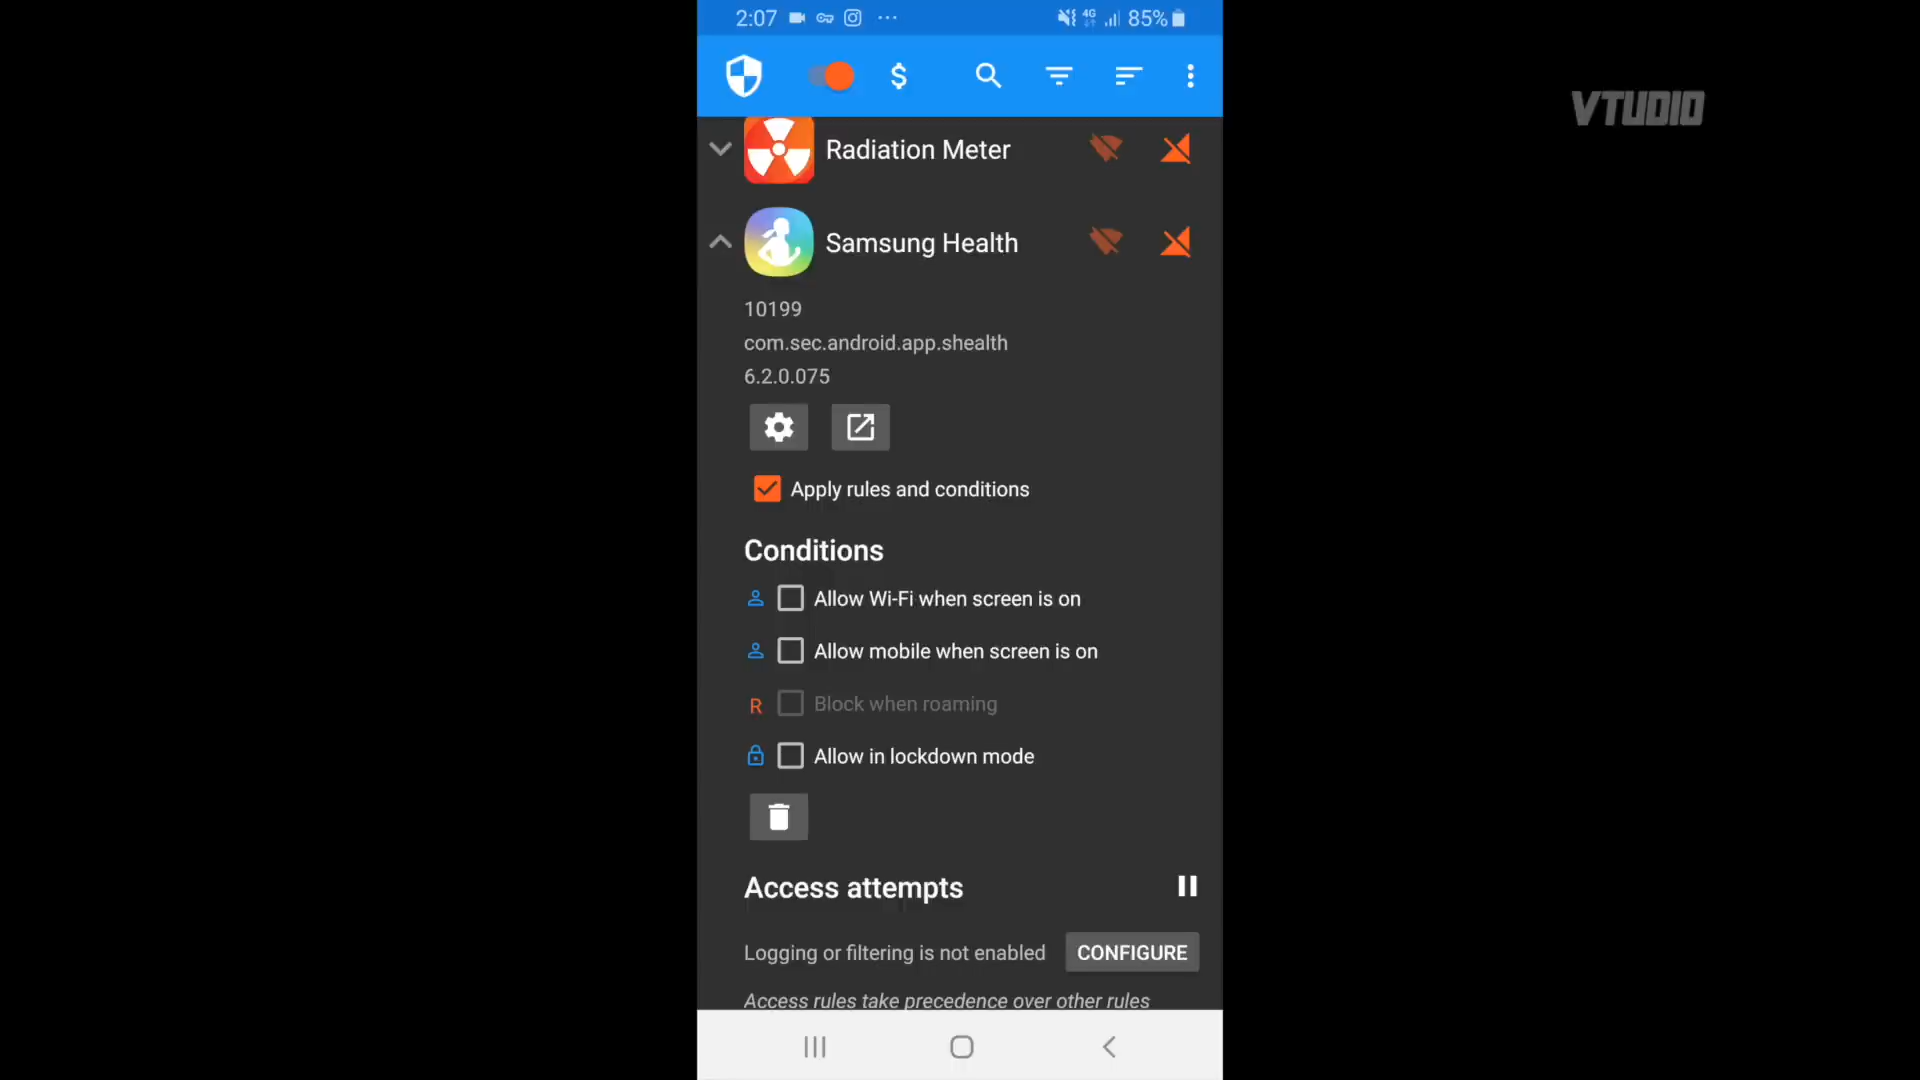 2:07
4G
85%
VTUDIO
Radiation Meter
Samsung Health
10199
com.sec.android.app.shealth
6.2.0.075
Apply rules and conditions
Conditions
Allow Wi-Fi when screen is on
Allow mobile when screen is on
R Block when roaming
Allow in lockdown mode
Access attempts
Logging or filtering is not enabled CONFIGURE
Access rules take precedence over other rules